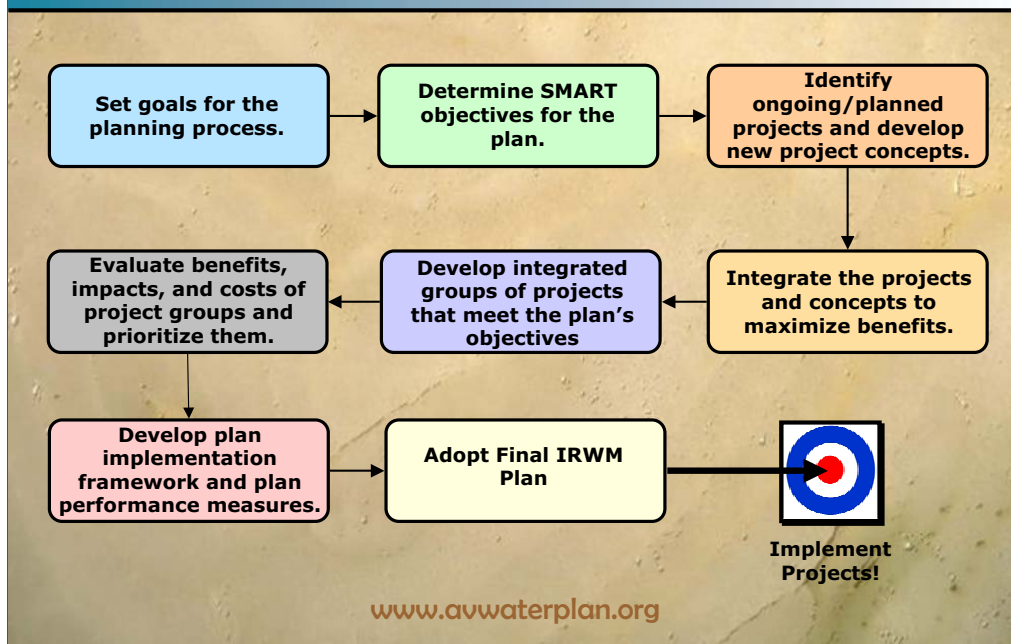 Set goals for the
planning process.
Determine SMART
objectives for the
plan.
Identify
ongoing/planned
projects and develop
new project concepts.
Integrate the projects
and concepts to
maximize benefits.
Develop integrated
groups of projects
that meet the plan's
objectives
Evaluate benefits,
impacts, and costs of
project groups and
prioritize them.
Develop plan
implementation
framework and plan
performance measures.
Adopt Final IRWM
Plan
Implement
Projects!
www.avwaterplan.org